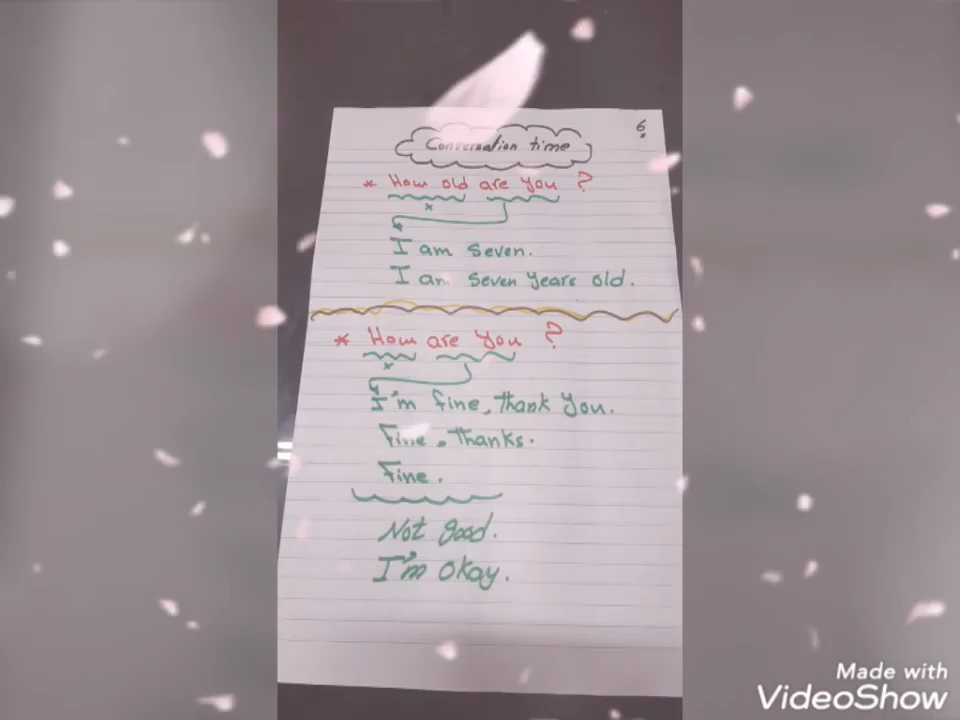 6
Conversation time
* How old are you ?
I am seven.
I am seven years old.
* How are you ?
I'm fine, thank you.
Fine, thanks.
Fine.
Not good.
I'm okay.
Made with
VideoShow